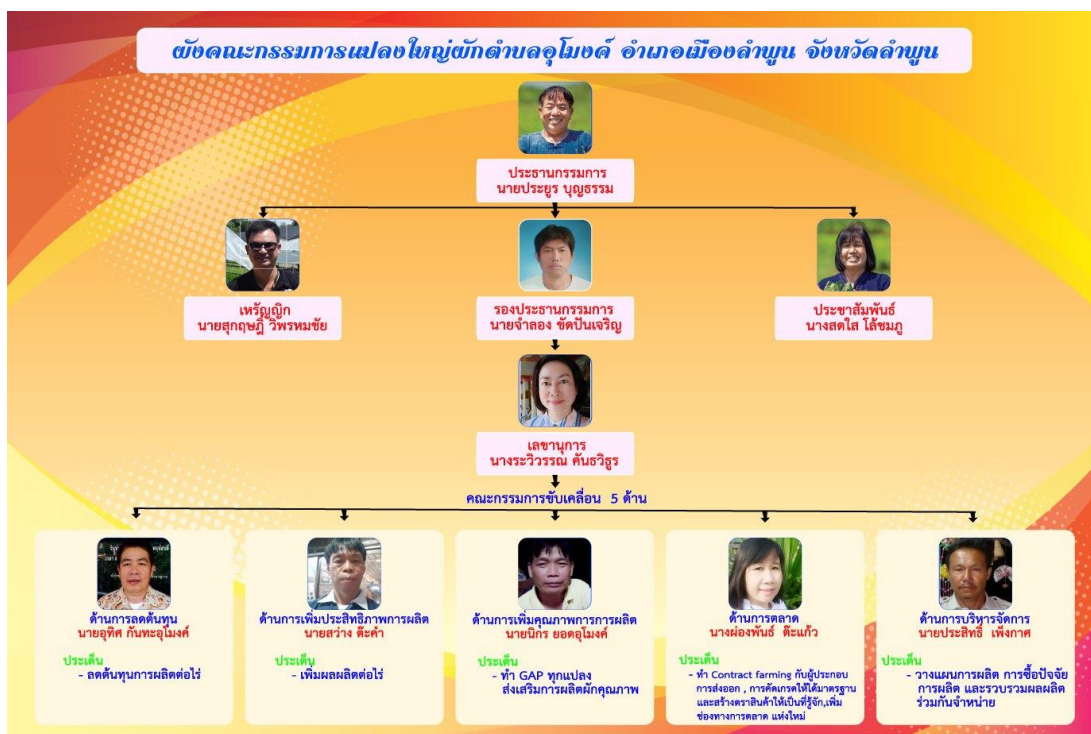 ผังคณะกรรมการแปลงใหญ่ผักตำบลอุโมงค์ อำเภอเมืองลำพูน จังหวัดลำพูน
ประธานกรรมการ
นายประยูร บุญธรรม
เหรัญญิก
นายสุกฤษฎิ์ วิพรหมชัย
รองประธานกรรมการ
นายจำลอง ขัดปันเจริญ
ประชาสัมพันธ์
นางสดใส โล้ชมภู
เลขานุการ
นางระวิวรรณ คันธวิฐูร
คณะกรรมการขับเคลื่อน 5 ด้าน
ด้านการลดต้นทุน
นายอุทิศ กันทะอุโมงค์
ประเด็น
- ลดต้นทุนการผลิตต่อไร่
ด้านการเพิ่มประสิทธิภาพการผลิต
นายสว่าง ต๊ะคำ
ประเด็น
- เพิ่มผลผลิตต่อไร่
ด้านการเพิ่มคุณภาพการการผลิต
นายนิกร ยอดอุโมงค์
ประเด็น
- ทำ GAP ทุกแปลง
ส่งเสริมการผลิตผักคุณภาพ
ด้านการตลาด
นางผ่องพันธ์ ต๊ะแก้ว
ประเด็น
- ทำ Contract farming กับผู้ประกอบ
การส่งออก , การคัดเกรดให้ได้มาตรฐาน
และสร้างตราสินค้าให้เป็นที่รู้จัก,เพิ่ม
ช่องทางการตลาด แห่งใหม่
ด้านการบริหารจัดการ
นายประสิทธิ์ เพ็งกาศ
ประเด็น
- วางแผนการผลิต การซื้อปัจจัย
การผลิต และรวบรวมผลผลิต
ร่วมกันจำหน่าย